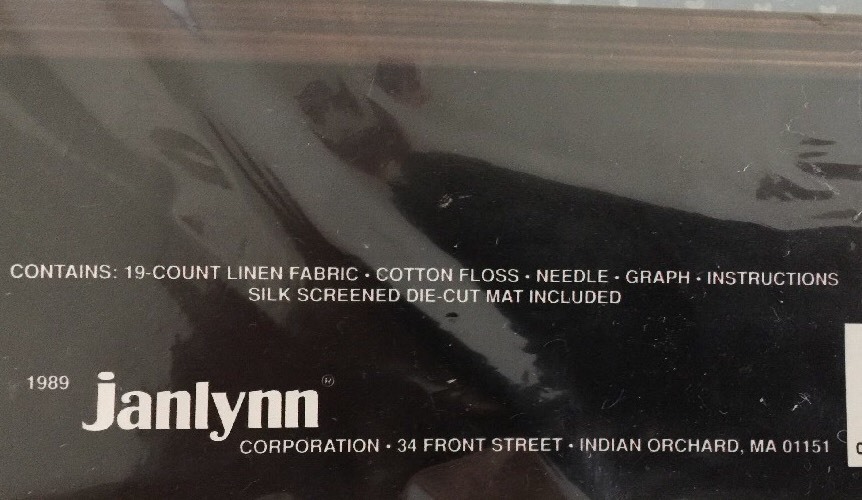 CONTAINS: 19-COUNT LINEN FABRIC • COTTON FLOSS • NEEDLE • GRAPH • INSTRUCTIONS
SILK SCREENED DIE-CUT MAT INCLUDED
1989 janlynn®
CORPORATION • 34 FRONT STREET • INDIAN ORCHARD, MA 01151